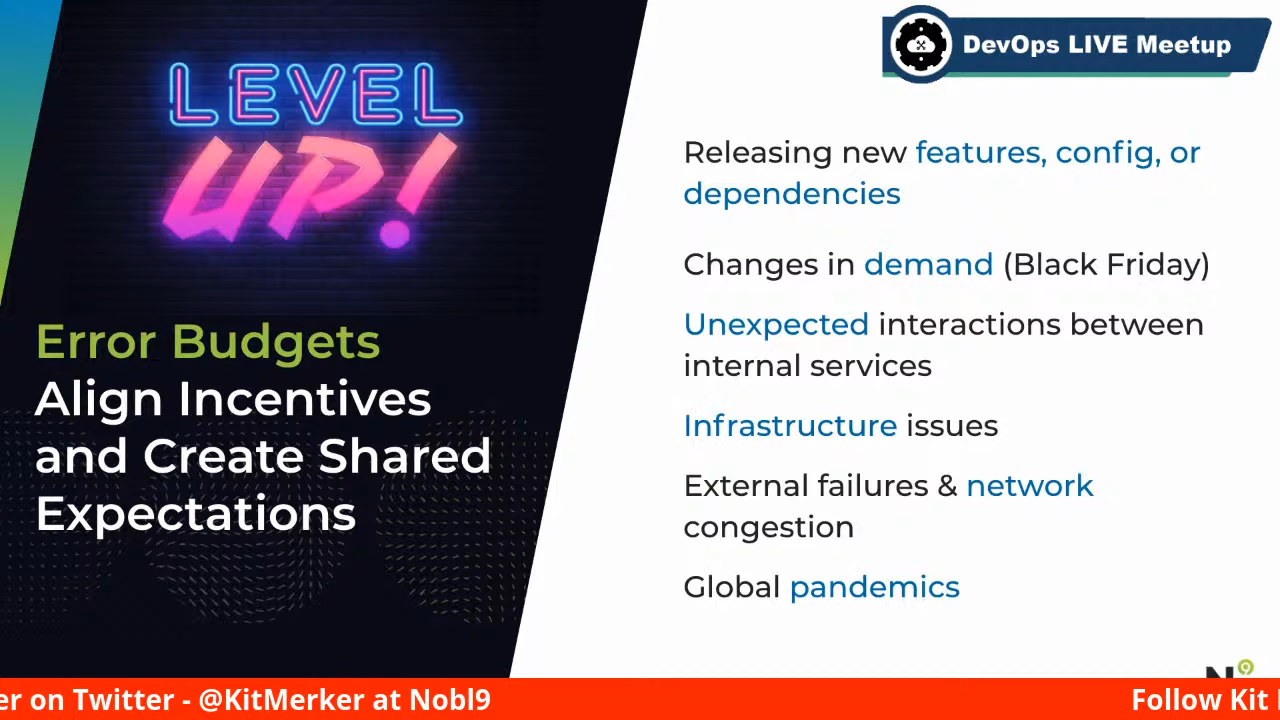 LEVEL
UP!
Error Budgets
Align Incentives
and Create Shared
Expectations
DevOps LIVE Meetup
Releasing new features, config, or
dependencies
Changes in demand (Black Friday)
Unexpected interactions between
internal services
Infrastructure issues
External failures & network
congestion
Global pandemics
er on Twitter - @KitMerker at Nobl9
Follow Kit